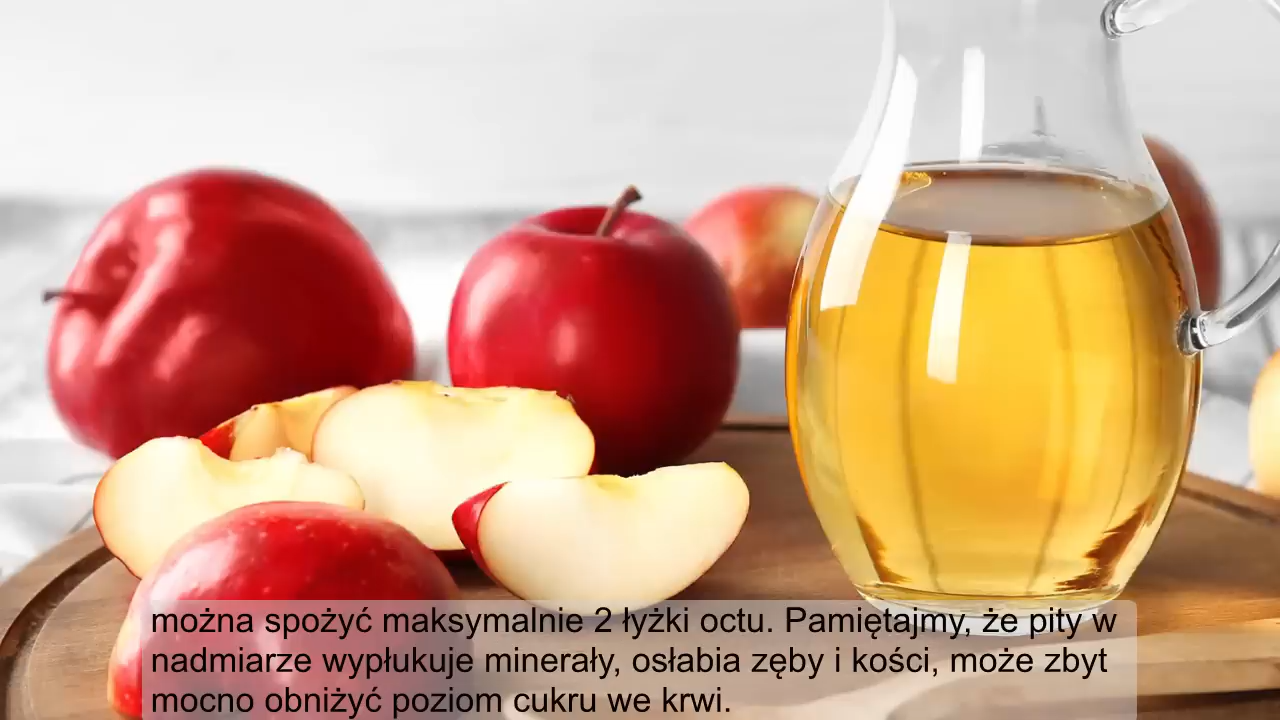 można spożyć maksymalnie 2 łyżki octu. Pamiętajmy, że pity w
nadmiarze wypłukuje minerały, osłabia zęby i kości, może zbyt
mocno obniżyć poziom cukru we krwi.